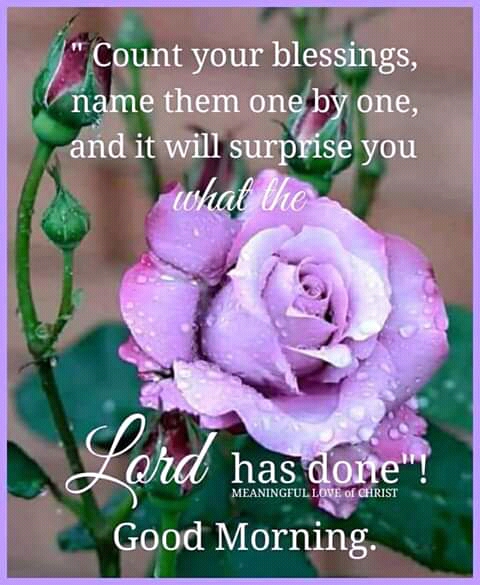 " Count your blessings,
name them one by one,
and it will surprise you
what the
Lord has done"!
MEANINGFUL LOVE of CHRIST
Good Morning.